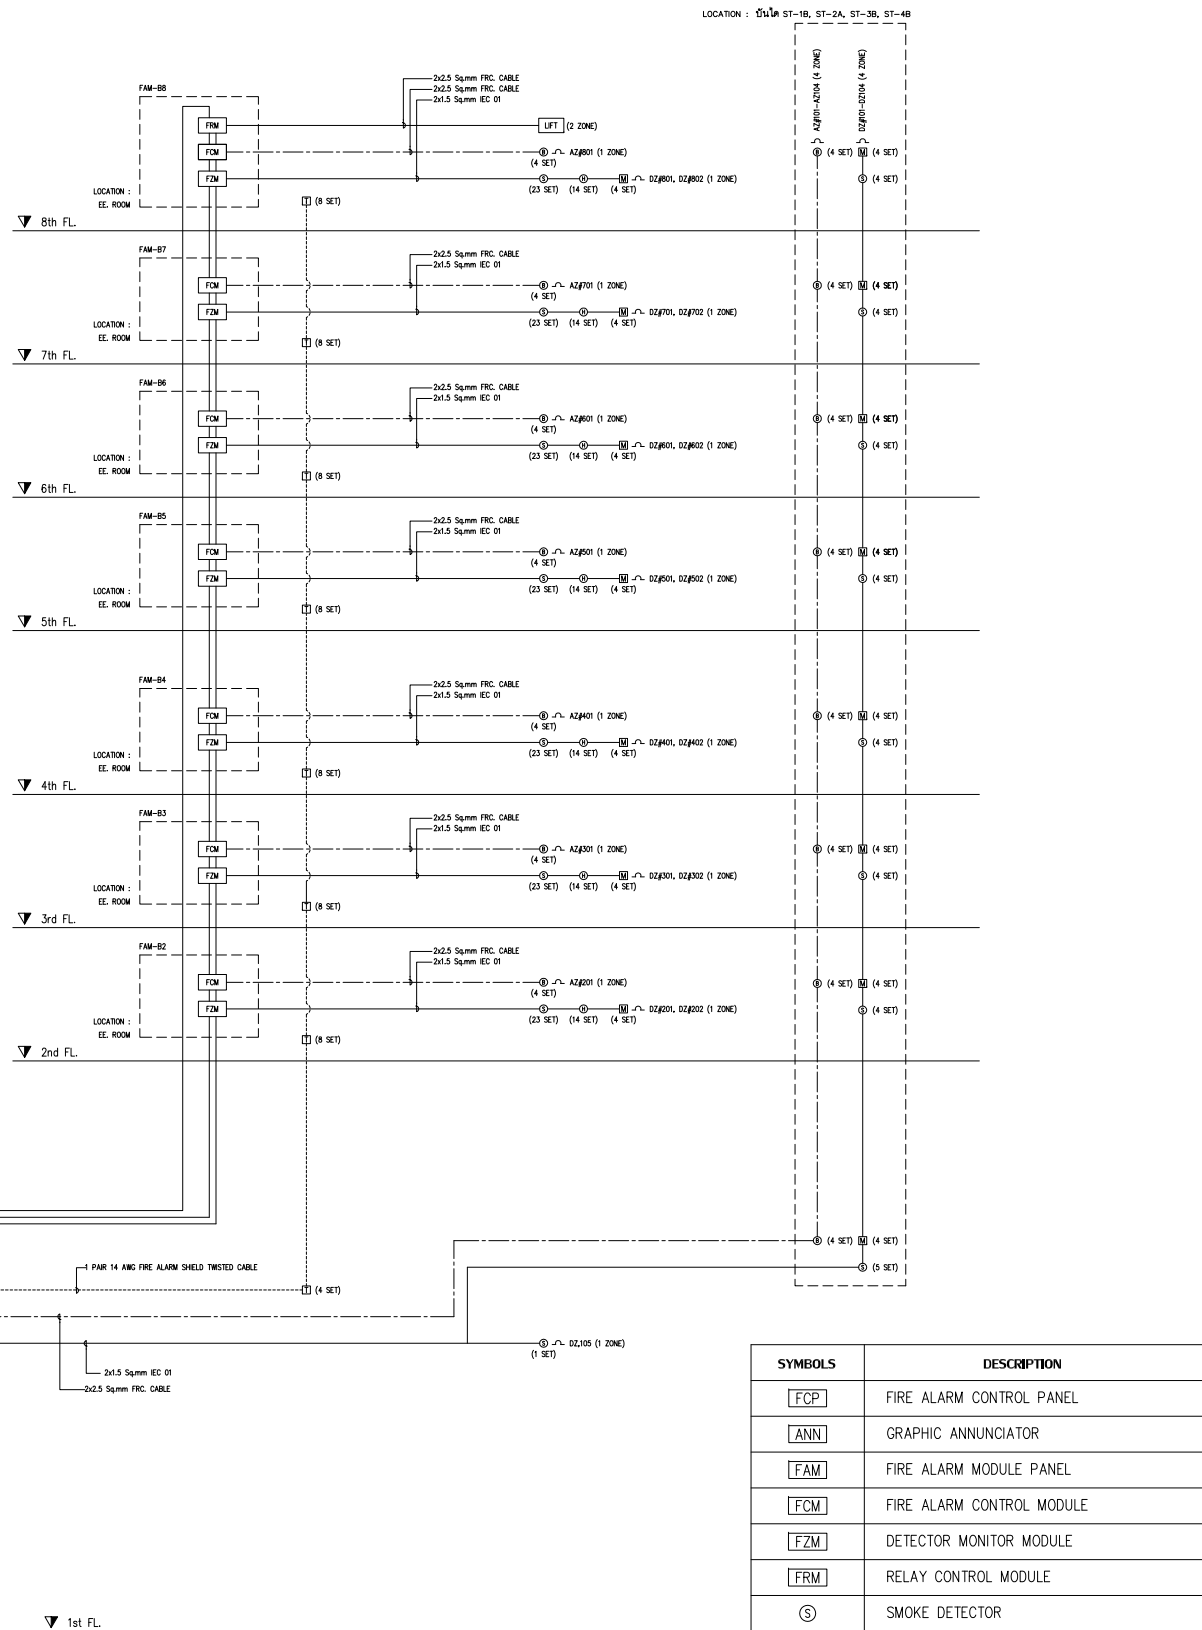 LOCATION : บันได ST-1B, ST-2A, ST-3B, ST-4B
AZ#101-AZ104 (4 ZONE)
DZ#101-DZ104 (4 ZONE)
FAM-B8
2x2.5 Sq.mm FRC. CABLE
2x2.5 Sq.mm FRC. CABLE
2x1.5 Sq.mm IEC 01
FRM LIFT (2 ZONE)
FCM B AZ#801 (1 ZONE) B (4 SET) M (4 SET)
(4 SET)
FZM S H M DZ#801, DZ#802 (1 ZONE) S (4 SET)
(23 SET) (14 SET) (4 SET)
LOCATION :
EE. ROOM
T (8 SET)
8th FL.
FAM-B7
2x2.5 Sq.mm FRC. CABLE
2x1.5 Sq.mm IEC 01
FCM B AZ#701 (1 ZONE) B (4 SET) M (4 SET)
(4 SET)
FZM S H M DZ#701, DZ#702 (1 ZONE) S (4 SET)
(23 SET) (14 SET) (4 SET)
LOCATION :
EE. ROOM
T (8 SET)
7th FL.
FAM-B6
2x2.5 Sq.mm FRC. CABLE
2x1.5 Sq.mm IEC 01
FCM B AZ#601 (1 ZONE) B (4 SET) M (4 SET)
(4 SET)
FZM S H M DZ#601, DZ#602 (1 ZONE) S (4 SET)
(23 SET) (14 SET) (4 SET)
LOCATION :
EE. ROOM
T (8 SET)
6th FL.
FAM-B5
2x2.5 Sq.mm FRC. CABLE
2x1.5 Sq.mm IEC 01
FCM B AZ#501 (1 ZONE) B (4 SET) M (4 SET)
(4 SET)
FZM S H M DZ#501, DZ#502 (1 ZONE) S (4 SET)
(23 SET) (14 SET) (4 SET)
LOCATION :
EE. ROOM
T (8 SET)
5th FL.
FAM-B4
2x2.5 Sq.mm FRC. CABLE
2x1.5 Sq.mm IEC 01
FCM B AZ#401 (1 ZONE) B (4 SET) M (4 SET)
(4 SET)
FZM S H M DZ#401, DZ#402 (1 ZONE) S (4 SET)
(23 SET) (14 SET) (4 SET)
LOCATION :
EE. ROOM
T (8 SET)
4th FL.
FAM-B3
2x2.5 Sq.mm FRC. CABLE
2x1.5 Sq.mm IEC 01
FCM B AZ#301 (1 ZONE) B (4 SET) M (4 SET)
(4 SET)
FZM S H M DZ#301, DZ#302 (1 ZONE) S (4 SET)
(23 SET) (14 SET) (4 SET)
LOCATION :
EE. ROOM
T (8 SET)
3rd FL.
FAM-B2
2x2.5 Sq.mm FRC. CABLE
2x1.5 Sq.mm IEC 01
FCM B AZ#201 (1 ZONE) B (4 SET) M (4 SET)
(4 SET)
FZM S H M DZ#201, DZ#202 (1 ZONE) S (4 SET)
(23 SET) (14 SET) (4 SET)
LOCATION :
EE. ROOM
T (8 SET)
2nd FL.
B (4 SET) M (4 SET)
1 PAIR 14 AWG FIRE ALARM SHIELD TWISTED CABLE S (5 SET)
T (4 SET)
S DZ,105 (1 ZONE)
(1 SET)
2x1.5 Sq.mm IEC 01
2x2.5 Sq.mm FRC. CABLE
SYMBOLS DESCRIPTION
FCP FIRE ALARM CONTROL PANEL
ANN GRAPHIC ANNUNCIATOR
FAM FIRE ALARM MODULE PANEL
FCM FIRE ALARM CONTROL MODULE
FZM DETECTOR MONITOR MODULE
FRM RELAY CONTROL MODULE
S SMOKE DETECTOR
1st FL.